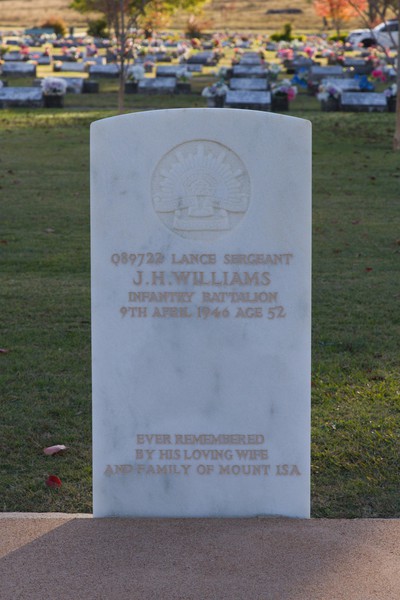 Q89722 LANCE SERGEANT
J.H. WILLIAMS
INFANTRY BATTALION
9TH APRIL 1946 AGE 52
EVER REMEMBERED
BY HIS LOVING WIFE
AND FAMILY OF MOUNT ISA